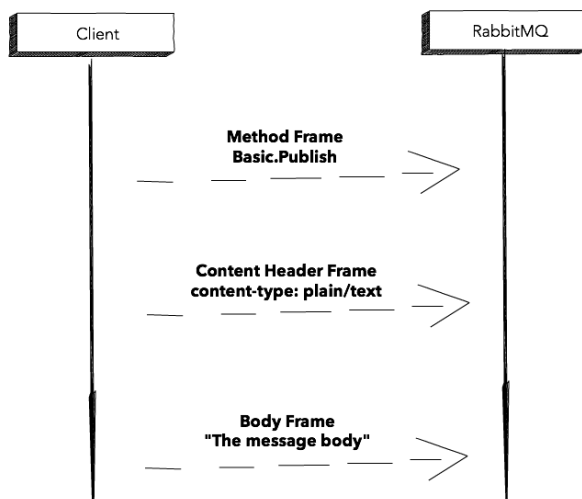 Client
RabbitMQ
Method Frame
Basic.Publish
Content Header Frame
content-type: plain/text
Body Frame
"The message body"